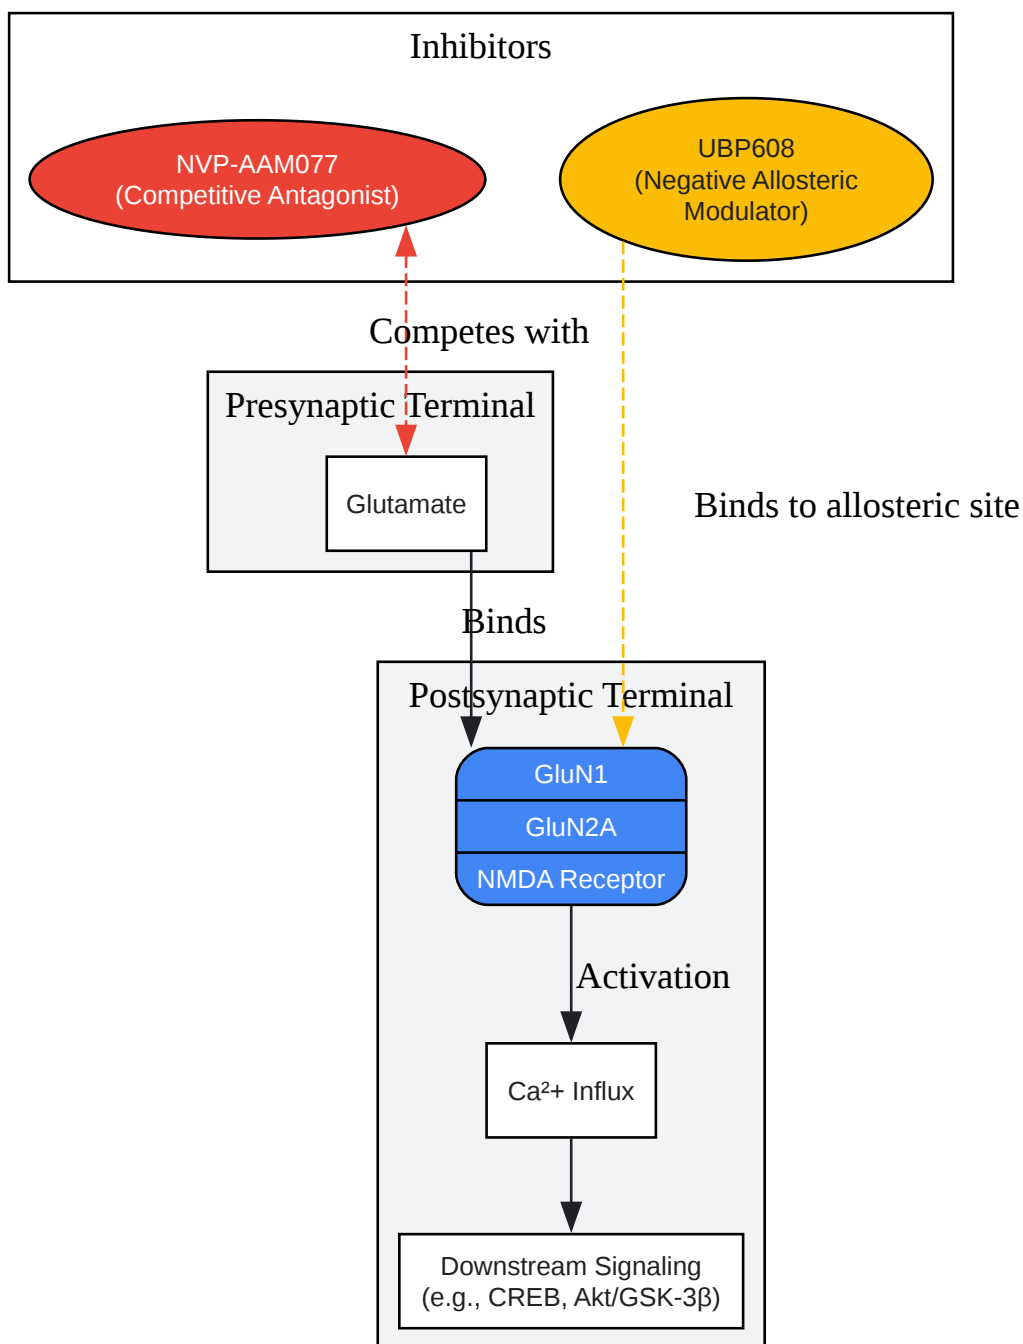 Inhibitors
NVP-AAM077
(Competitive Antagonist)
UBP608
(Negative Allosteric
Modulator)
Competes with
Presynaptic Terminal
Glutamate
Binds to allosteric site
Binds
Postsynaptic Terminal
GluN1
GluN2A
NMDA Receptor
Activation
Ca²+ Influx
Downstream Signaling
(e.g., CREB, Akt/GSK-3β)